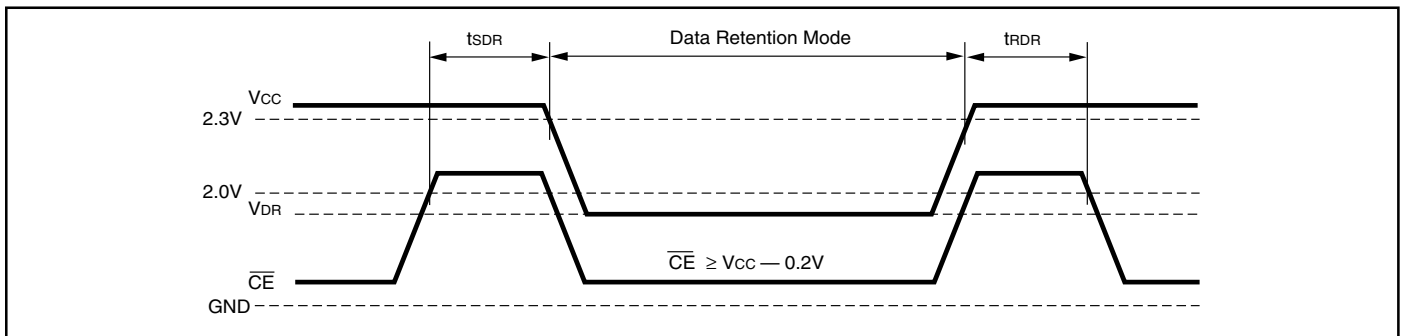 tSDR Data Retention Mode tRDR
VCC
2.3V
2.0V
VDR
CE ≥ VCC — 0.2V
CE
GND